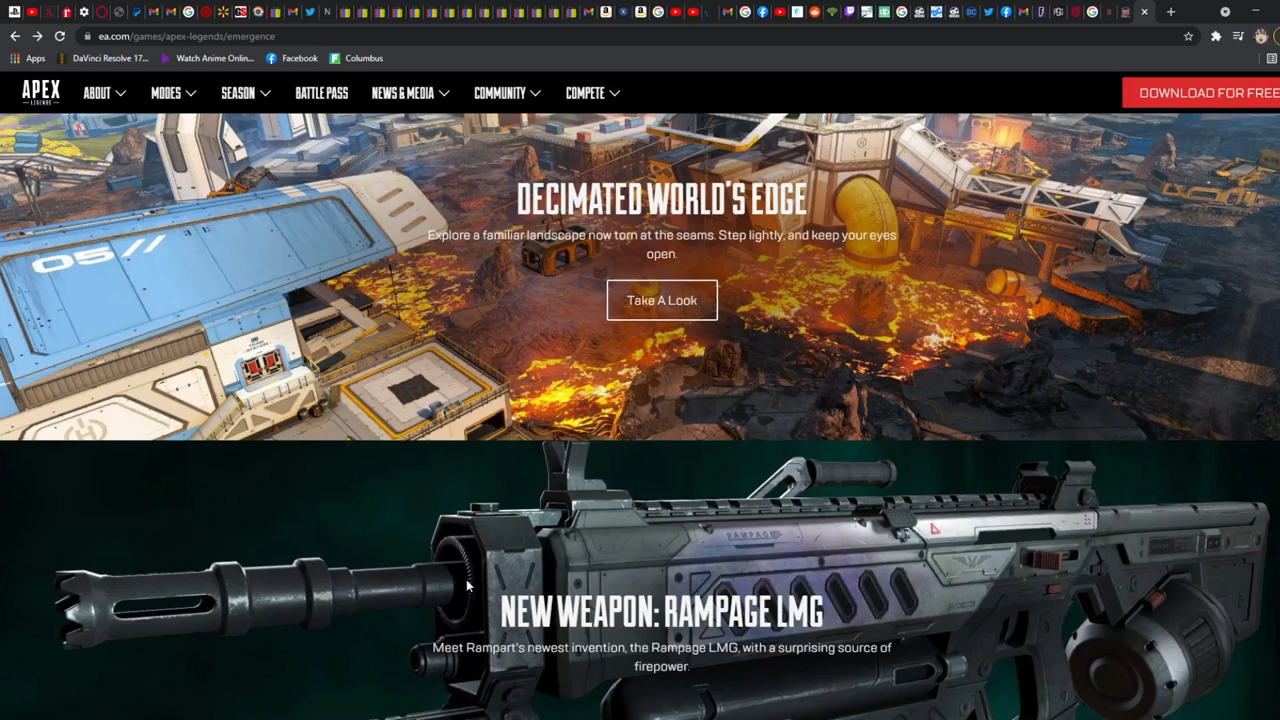 ea.com/games/apex-legends/emergence
Apps
DaVinci Resolve 17...
Watch Anime Onlin...
Facebook
Columbus
APEX
LEGENDS
ABOUT
MODES
SEASON
BATTLE PASS
NEWS & MEDIA
COMMUNITY
COMPETE
DOWNLOAD FOR FREE
05//
DECIMATED WORLD'S EDGE
Explore a familiar landscape now torn at the seams. Step lightly, and keep your eyes
open.
Take A Look
RAMPAGE
NEW WEAPON: RAMPAGE LMG
Meet Rampart's newest invention, the Rampage LMG, with a surprising source of
firepower.